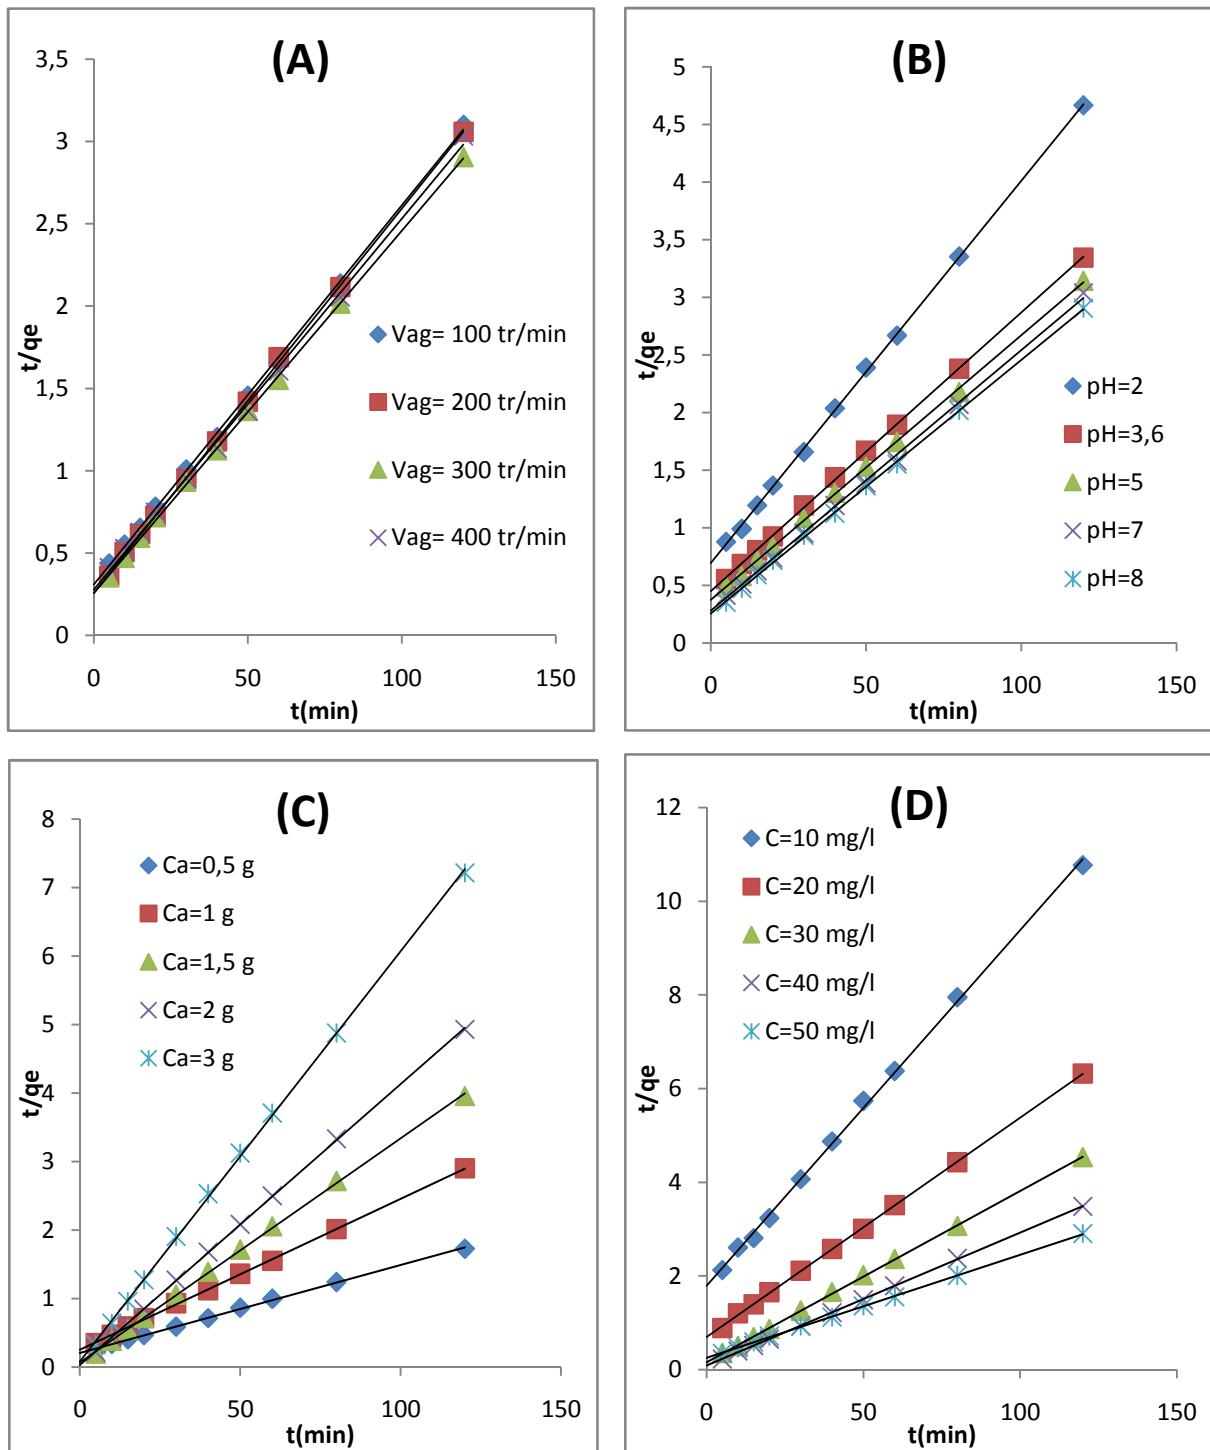 (A)
3,5
3
2,5
2
1,5
1
0,5
0
t/qe
Vag= 100 tr/min
Vag= 200 tr/min
Vag= 300 tr/min
Vag= 400 tr/min
0 50 100 150
t(min)
(B)
5
4,5
4
3,5
3
2,5
2
1,5
1
0,5
0
t/qe
pH=2
pH=3,6
pH=5
pH=7
pH=8
0 50 100 150
t(min)
(C)
8
7
6
5
4
3
2
1
0
t/qe
Ca=0,5 g
Ca=1 g
Ca=1,5 g
Ca=2 g
Ca=3 g
0 50 100 150
t(min)
(D)
12
10
8
6
4
2
0
t/qe
C=10 mg/l
C=20 mg/l
C=30 mg/l
C=40 mg/l
C=50 mg/l
0 50 100 150
t(min)